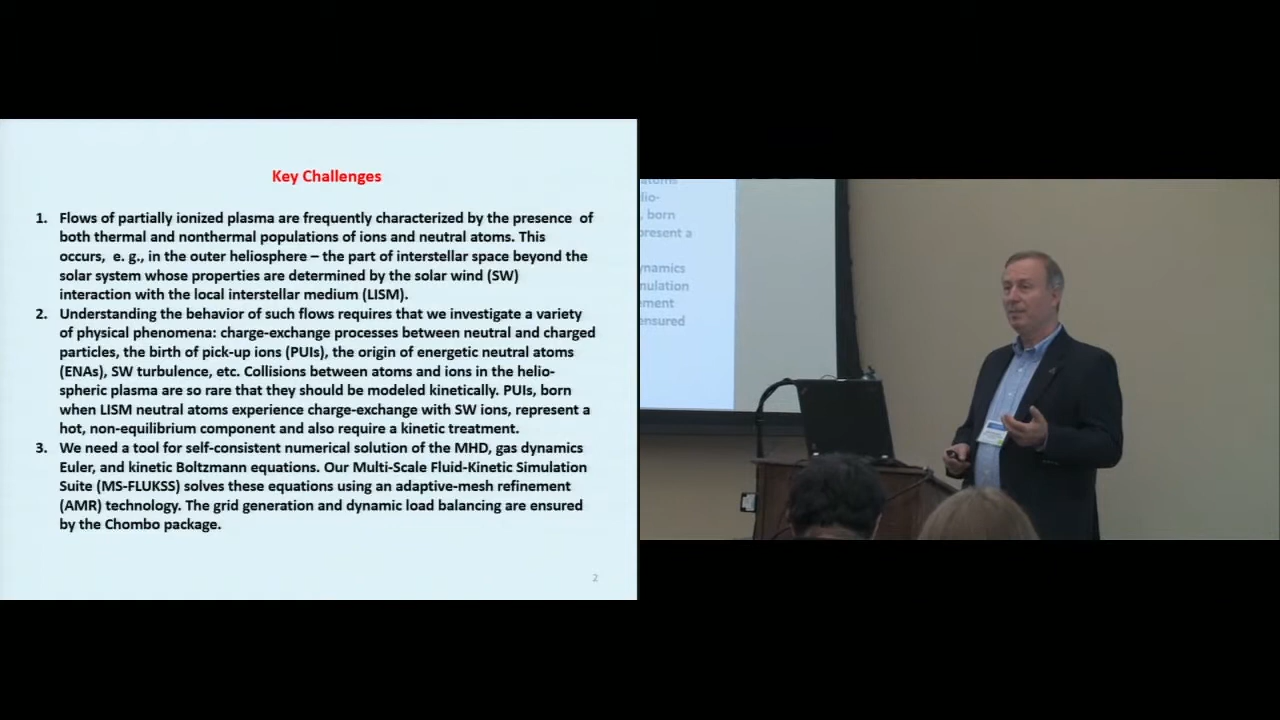 Key Challenges
1. Flows of partially ionized plasma are frequently characterized by the presence of
both thermal and nonthermal populations of ions and neutral atoms. This
occurs, e. g., in the outer heliosphere – the part of interstellar space beyond the
solar system whose properties are determined by the solar wind (SW)
interaction with the local interstellar medium (LISM).
2. Understanding the behavior of such flows requires that we investigate a variety
of physical phenomena: charge-exchange processes between neutral and charged
particles, the birth of pick-up ions (PUIs), the origin of energetic neutral atoms
(ENAs), SW turbulence, etc. Collisions between atoms and ions in the helio-
spheric plasma are so rare that they should be modeled kinetically. PUIs, born
when LISM neutral atoms experience charge-exchange with SW ions, represent a
hot, non-equilibrium component and also require a kinetic treatment.
3. We need a tool for self-consistent numerical solution of the MHD, gas dynamics
Euler, and kinetic Boltzmann equations. Our Multi-Scale Fluid-Kinetic Simulation
Suite (MS-FLUKSS) solves these equations using an adaptive-mesh refinement
(AMR) technology. The grid generation and dynamic load balancing are ensured
by the Chombo package.
2
lio-
, born
present a
ynamics
mulation
ement
ensured